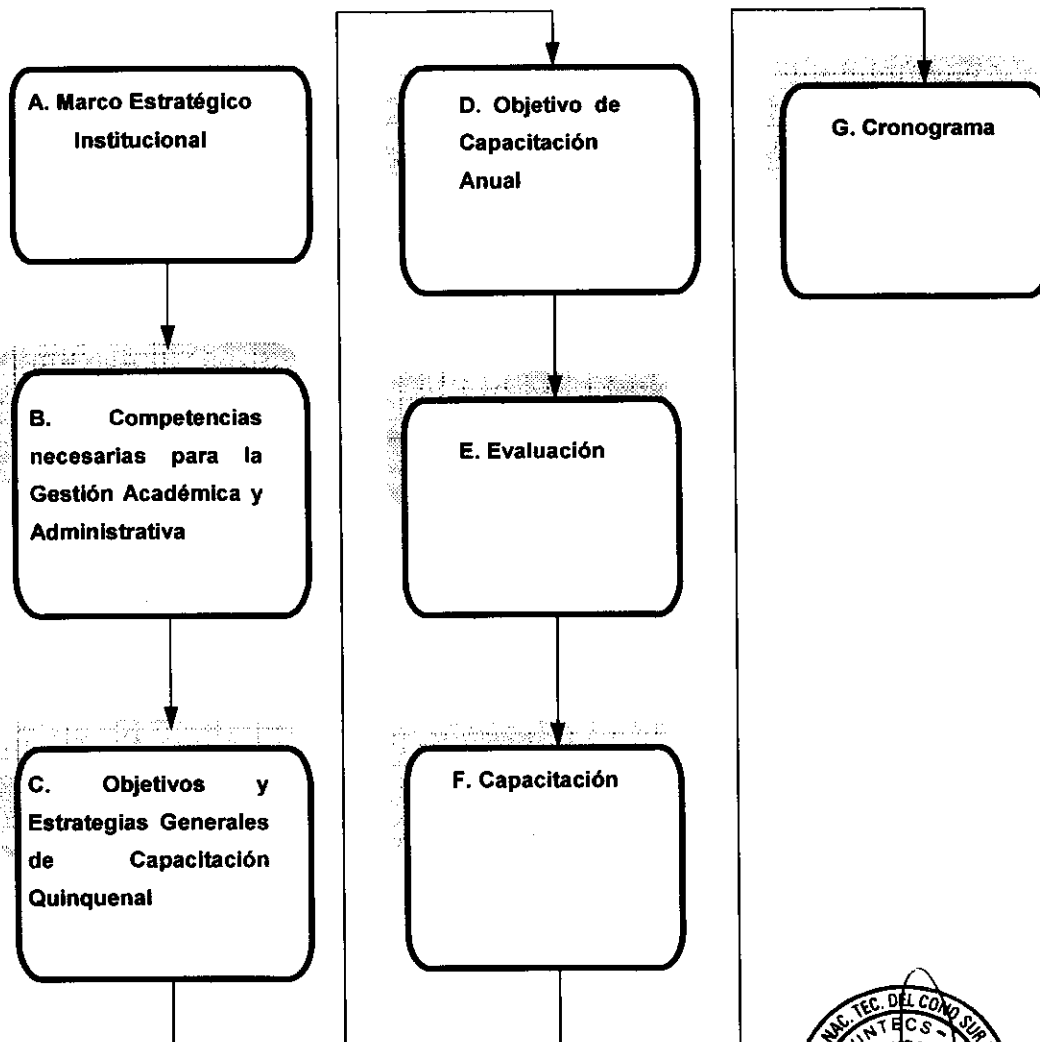 A. Marco Estratégico
Institucional
B. Competencias
necesarias para la
Gestión Académica y
Administrativa
C. Objetivos y
Estrategias Generales
de Capacitación
Quinquenal
D. Objetivo de
Capacitación
Anual
E. Evaluación
F. Capacitación
G. Cronograma
NAC. TEC. DEL CONO SUR
UNTECS -